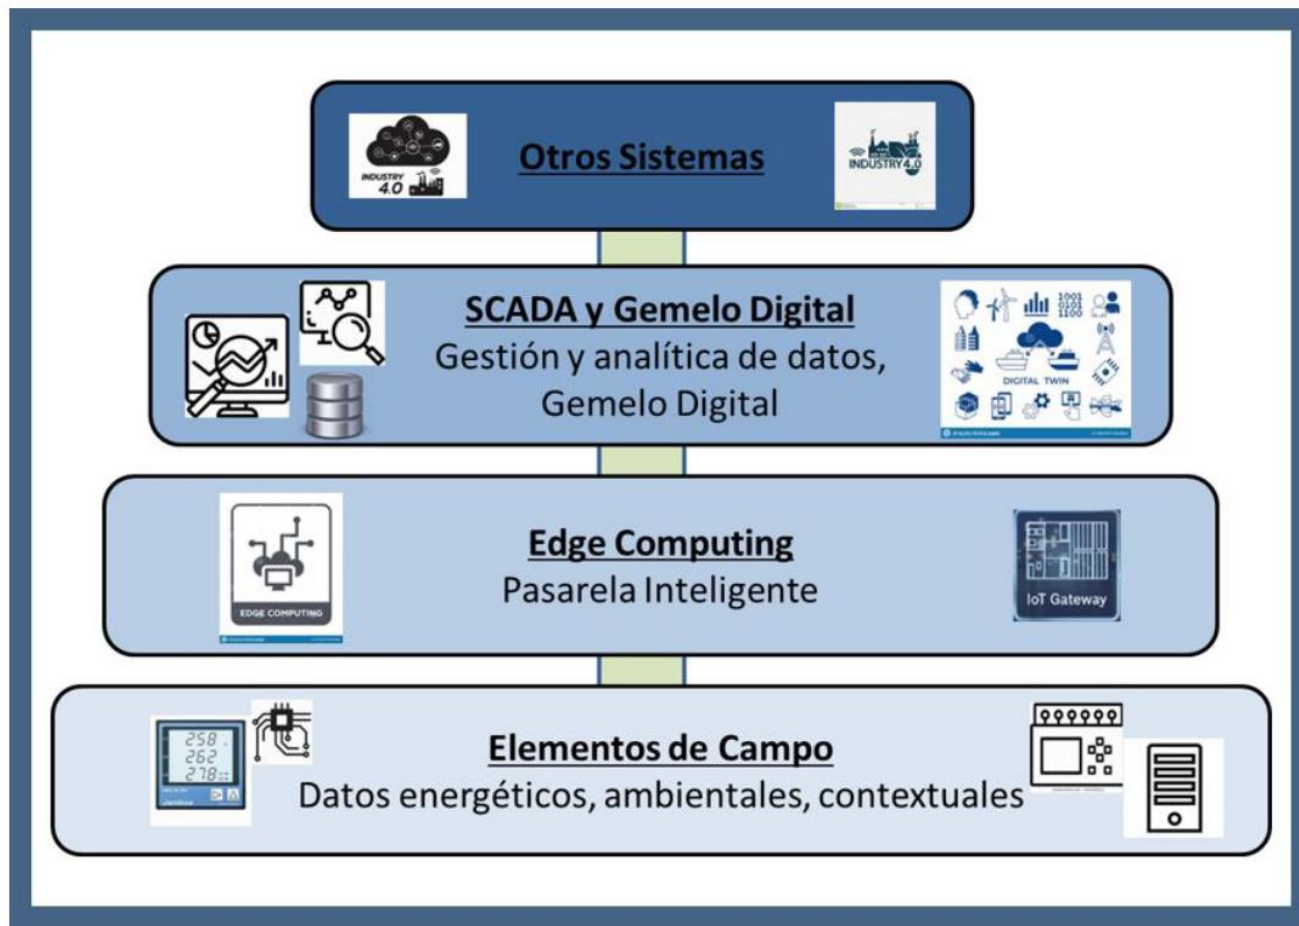 INDUSTRY
4.0
Otros Sistemas
INDUSTRY 4.0
SCADA y Gemelo Digital
Gestión y analítica de datos,
Gemelo Digital
1001
0101
1100
DIGITAL TWIN
Edge Computing
Pasarela Inteligente
EDGE COMPUTING
IoT Gateway
258
262
278
Elementos de Campo
Datos energéticos, ambientales, contextuales